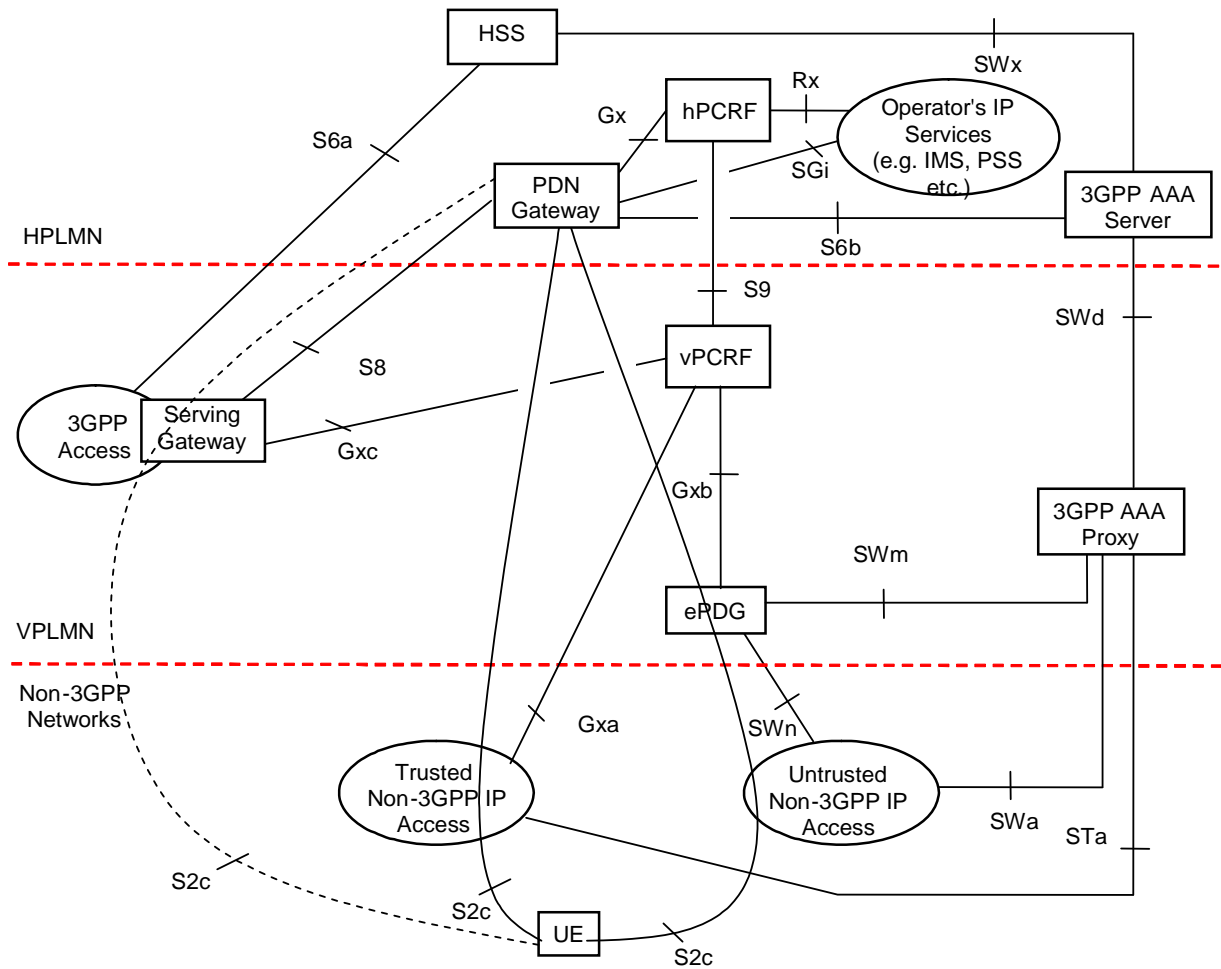 HSS
SWx
Rx
Gx
hPCRF
Operator's IP
Services
(e.g. IMS, PSS
etc.)
S6a
SGi
PDN
Gateway
3GPP AAA
Server
HPLMN
S6b
S9
SWd
vPCRF
S8
3GPP
Access
Serving
Gateway
Gxc
Gxb
3GPP AAA
Proxy
SWm
ePDG
VPLMN
Non-3GPP
Networks
Gxa
SWn
Trusted
Non-3GPP IP
Access
Untrusted
Non-3GPP IP
Access
SWa
STa
S2c
S2c
UE
S2c